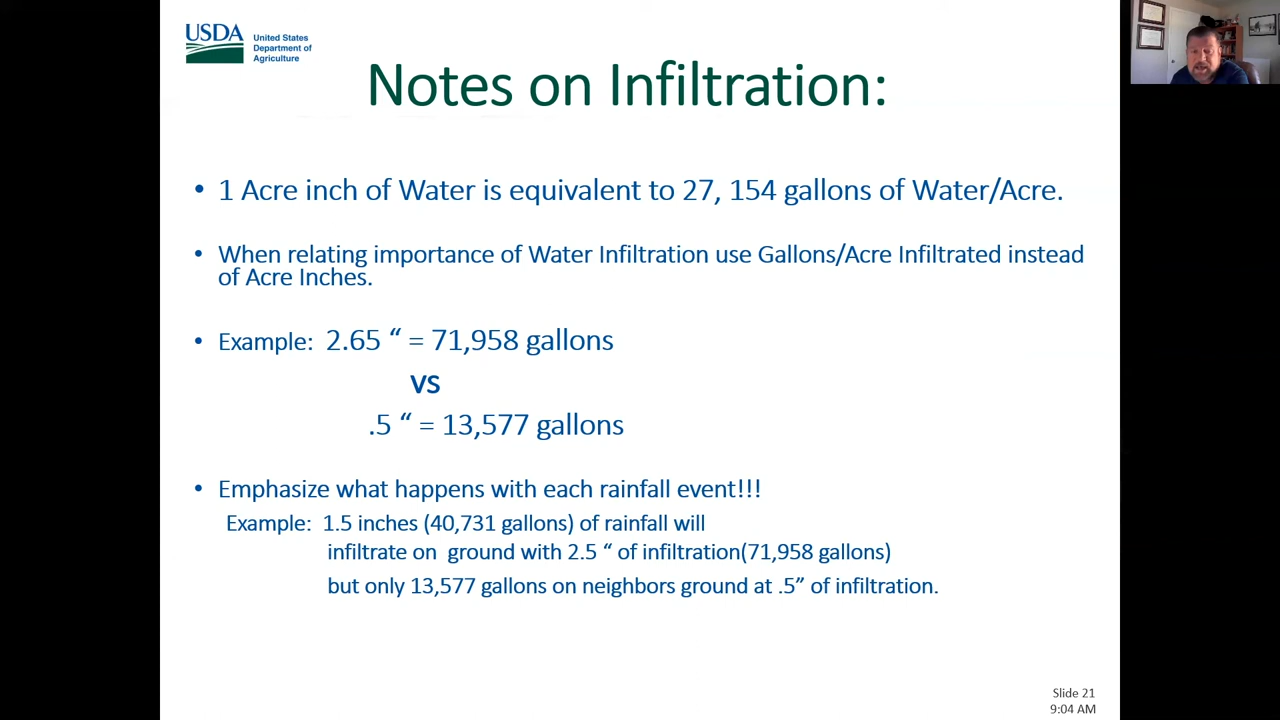 USDA
United States
Department of
Agriculture
Notes on Infiltration:
• 1 Acre inch of Water is equivalent to 27, 154 gallons of Water/Acre.
• When relating importance of Water Infiltration use Gallons/Acre Infiltrated instead
of Acre Inches.
• Example: 2.65 “ = 71,958 gallons
VS
.5 “ = 13,577 gallons
• Emphasize what happens with each rainfall event!!!
Example: 1.5 inches (40,731 gallons) of rainfall will
infiltrate on ground with 2.5 “ of infiltration(71,958 gallons)
but only 13,577 gallons on neighbors ground at .5” of infiltration.
Slide 21
9:04 AM